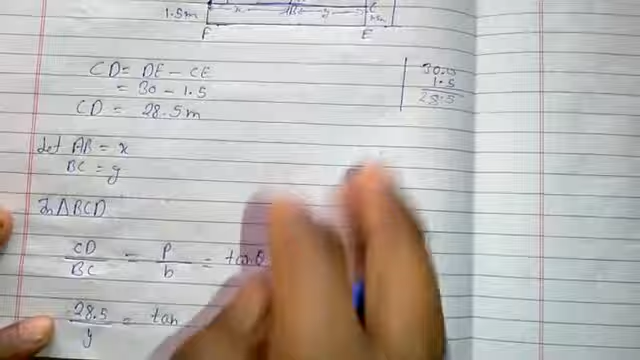 1.5m x y C
F E
CD = DE - CE
= 30 - 1.5
CD = 28.5m
30.0
1.5
28.5
Let AB = x
BC = y
In ΔBCD
CD/BC = P/b = tan θ
28.5/y = tan